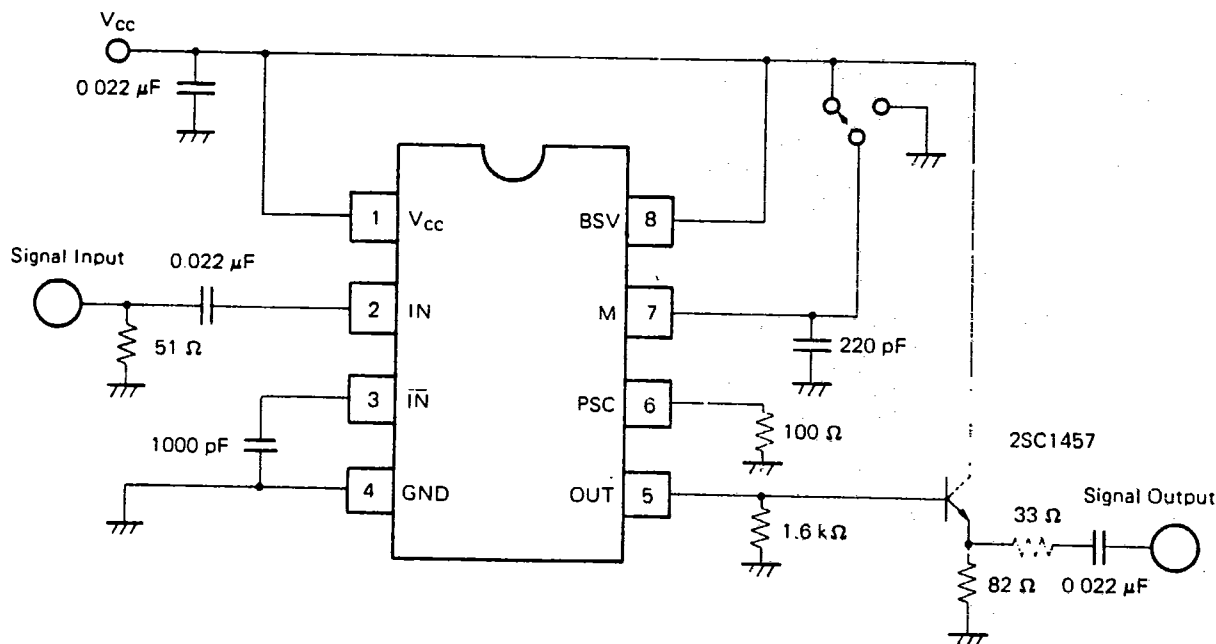 Vcc
0.022 µF
1
Vcc
BSV
8
Signal Input
0.022 µF
2
IN
M
7
51 Ω
220 pF
3
IN
PSC
6
1000 pF
100 Ω
2SC1457
4
GND
OUT
5
Signal Output
33 Ω
1.6 kΩ
82 Ω
0 022 µF